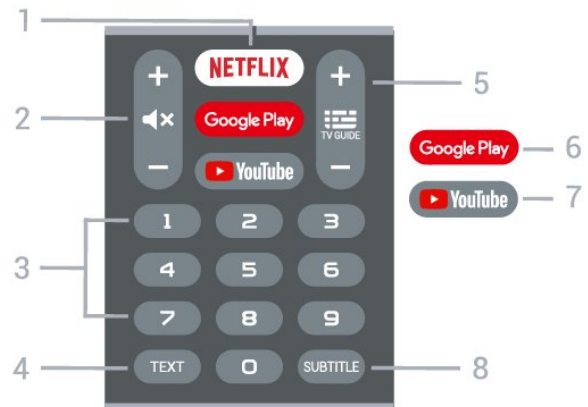 1
NETFLIX
+ +
2
Google Play
TV GUIDE
5
− −
YouTube
Google Play 6
YouTube 7
3
1 2 3
4 5 6
7 8 9
4 TEXT 0 SUBTITLE 8